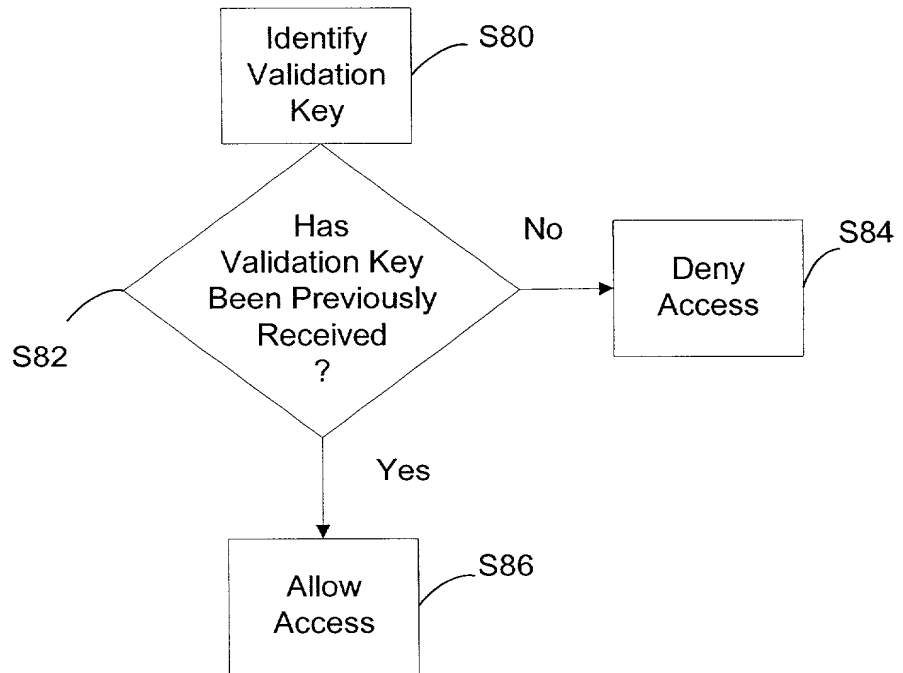 Identify
Validation
Key
S80
Has
Validation Key
Been Previously
Received
?
S82
No
Deny
Access
S84
Yes
Allow
Access
S86